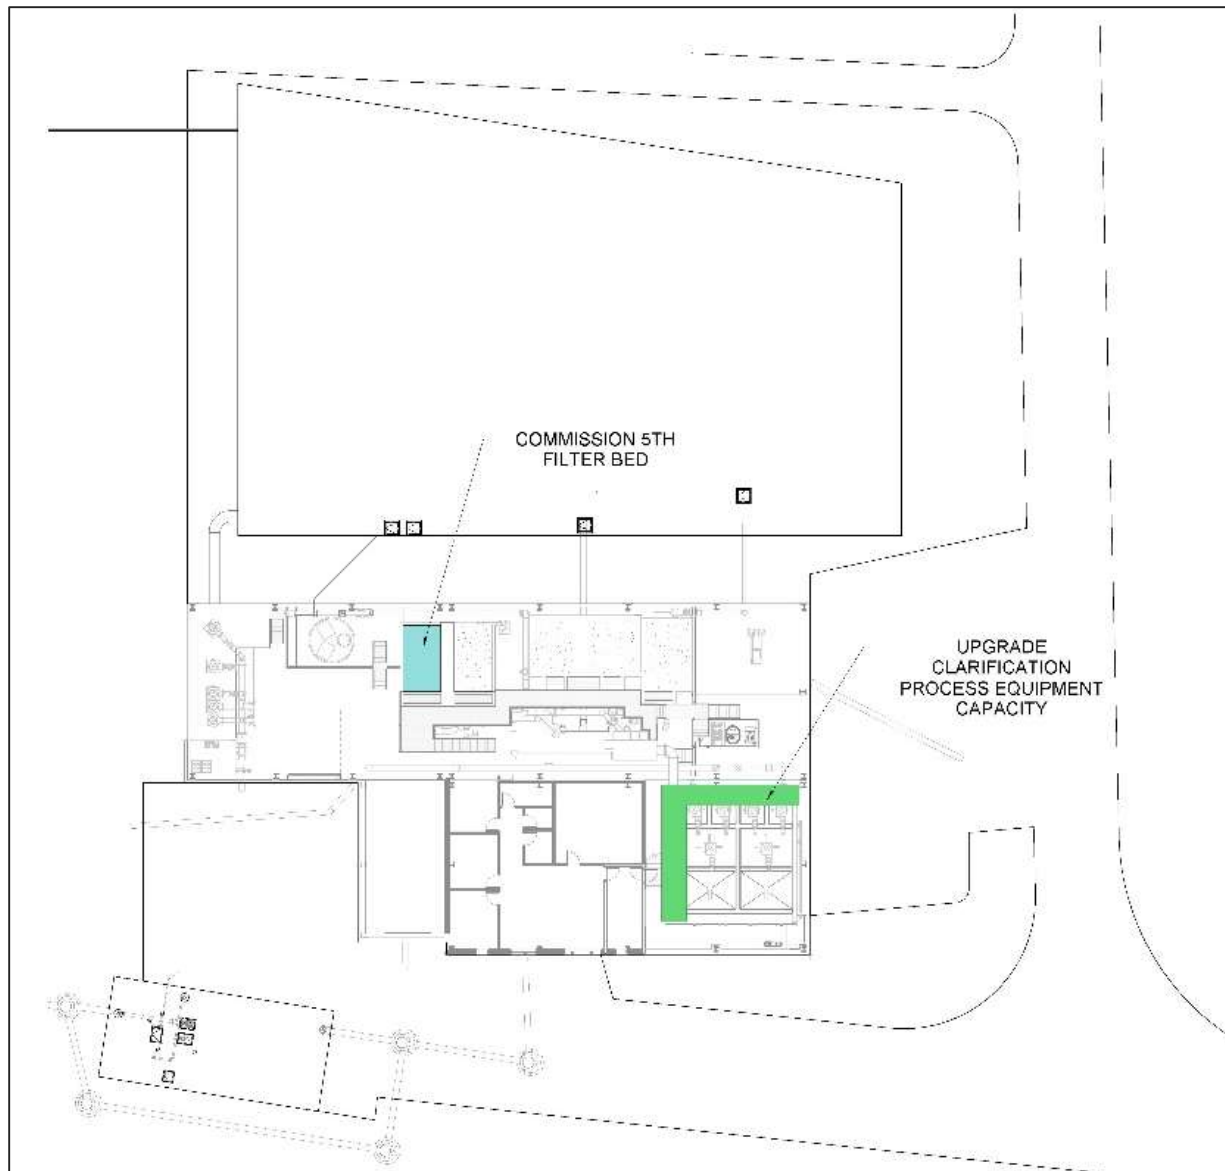 COMMISSION 5TH
FILTER BED
UPGRADE
CLARIFICATION
PROCESS EQUIPMENT
CAPACITY